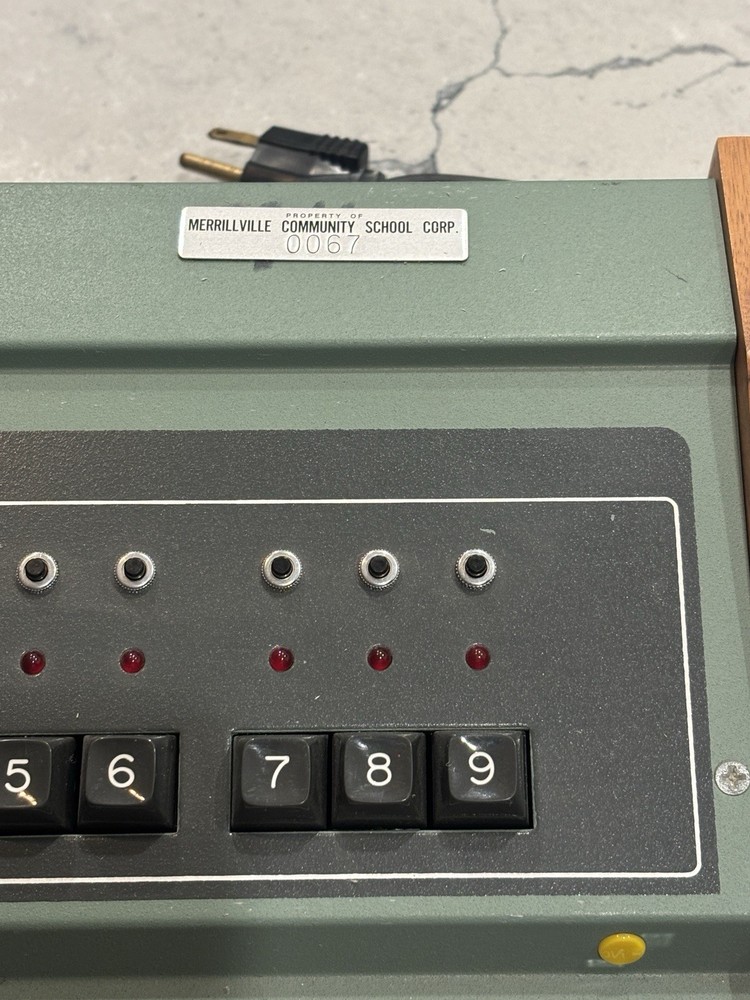 PROPERTY OF
MERRILLVILLE COMMUNITY SCHOOL CORP.
0067
5 6 7 8 9